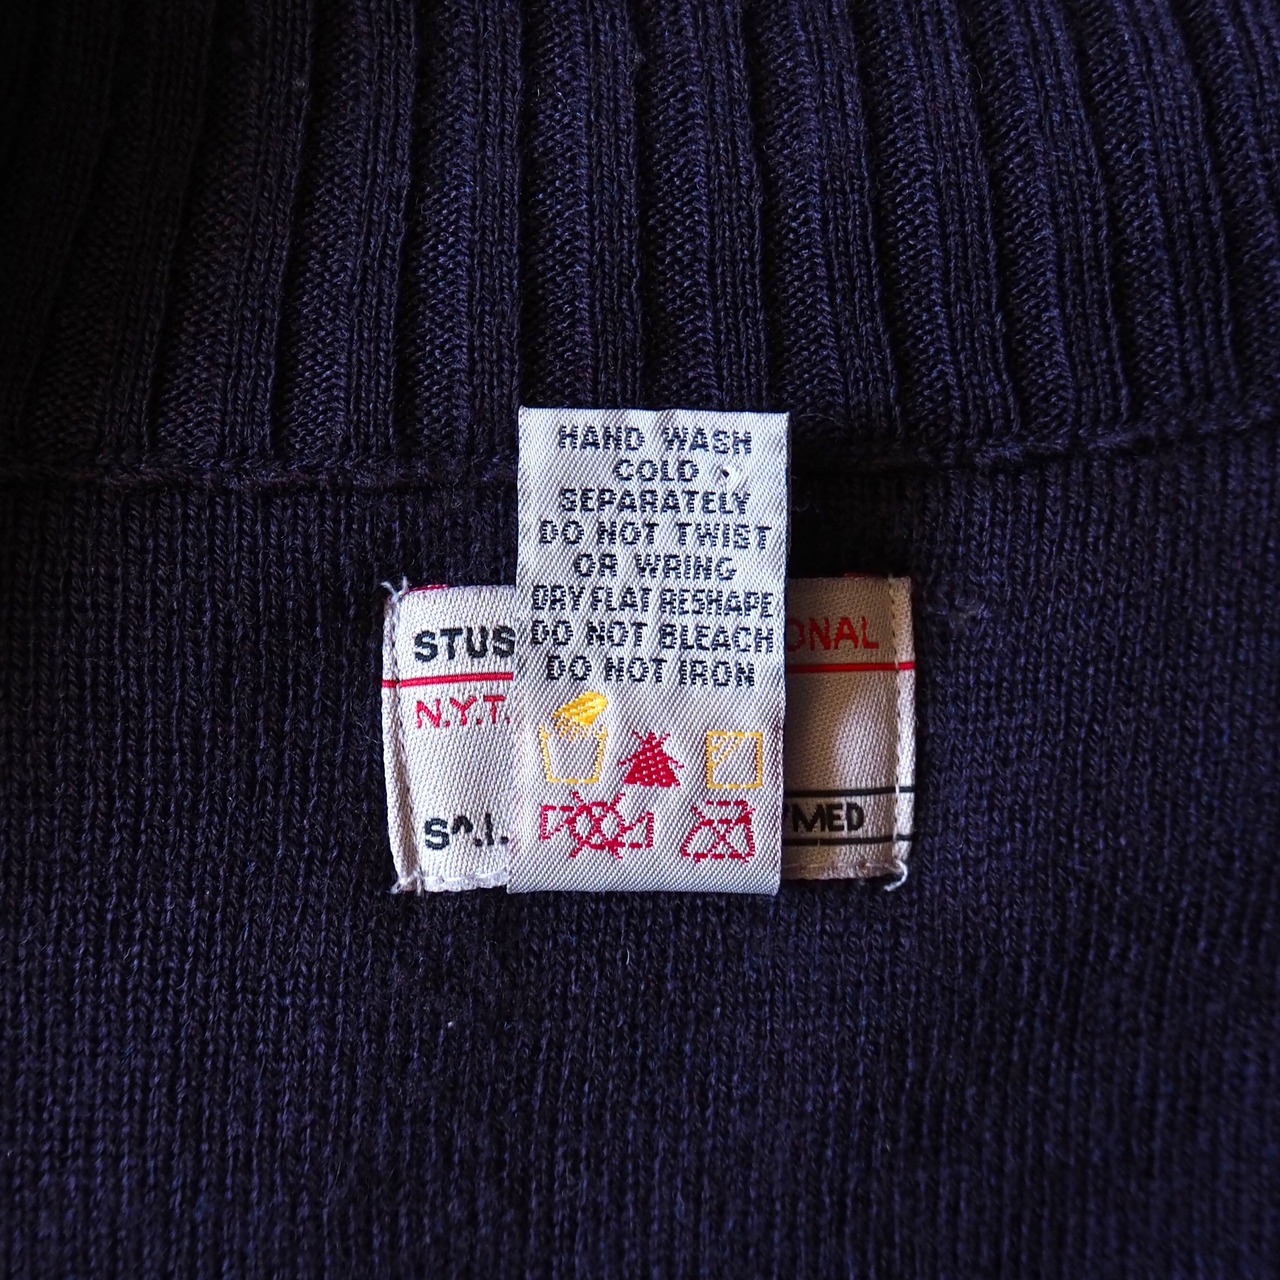 HAND WASH
COLD
SEPARATELY
DO NOT TWIST
OR WRING
DRY FLAT RESHAPE
DO NOT BLEACH
DO NOT IRON
STUS
ONAL
N.Y.T.
MED